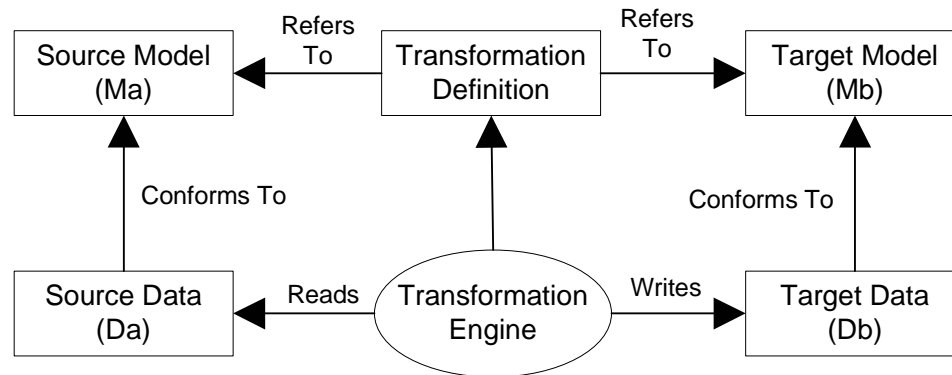 Source Model
(Ma)
Refers
To
Transformation
Definition
Refers
To
Target Model
(Mb)
Conforms To
Conforms To
Source Data
(Da)
Reads
Transformation
Engine
Writes
Target Data
(Db)